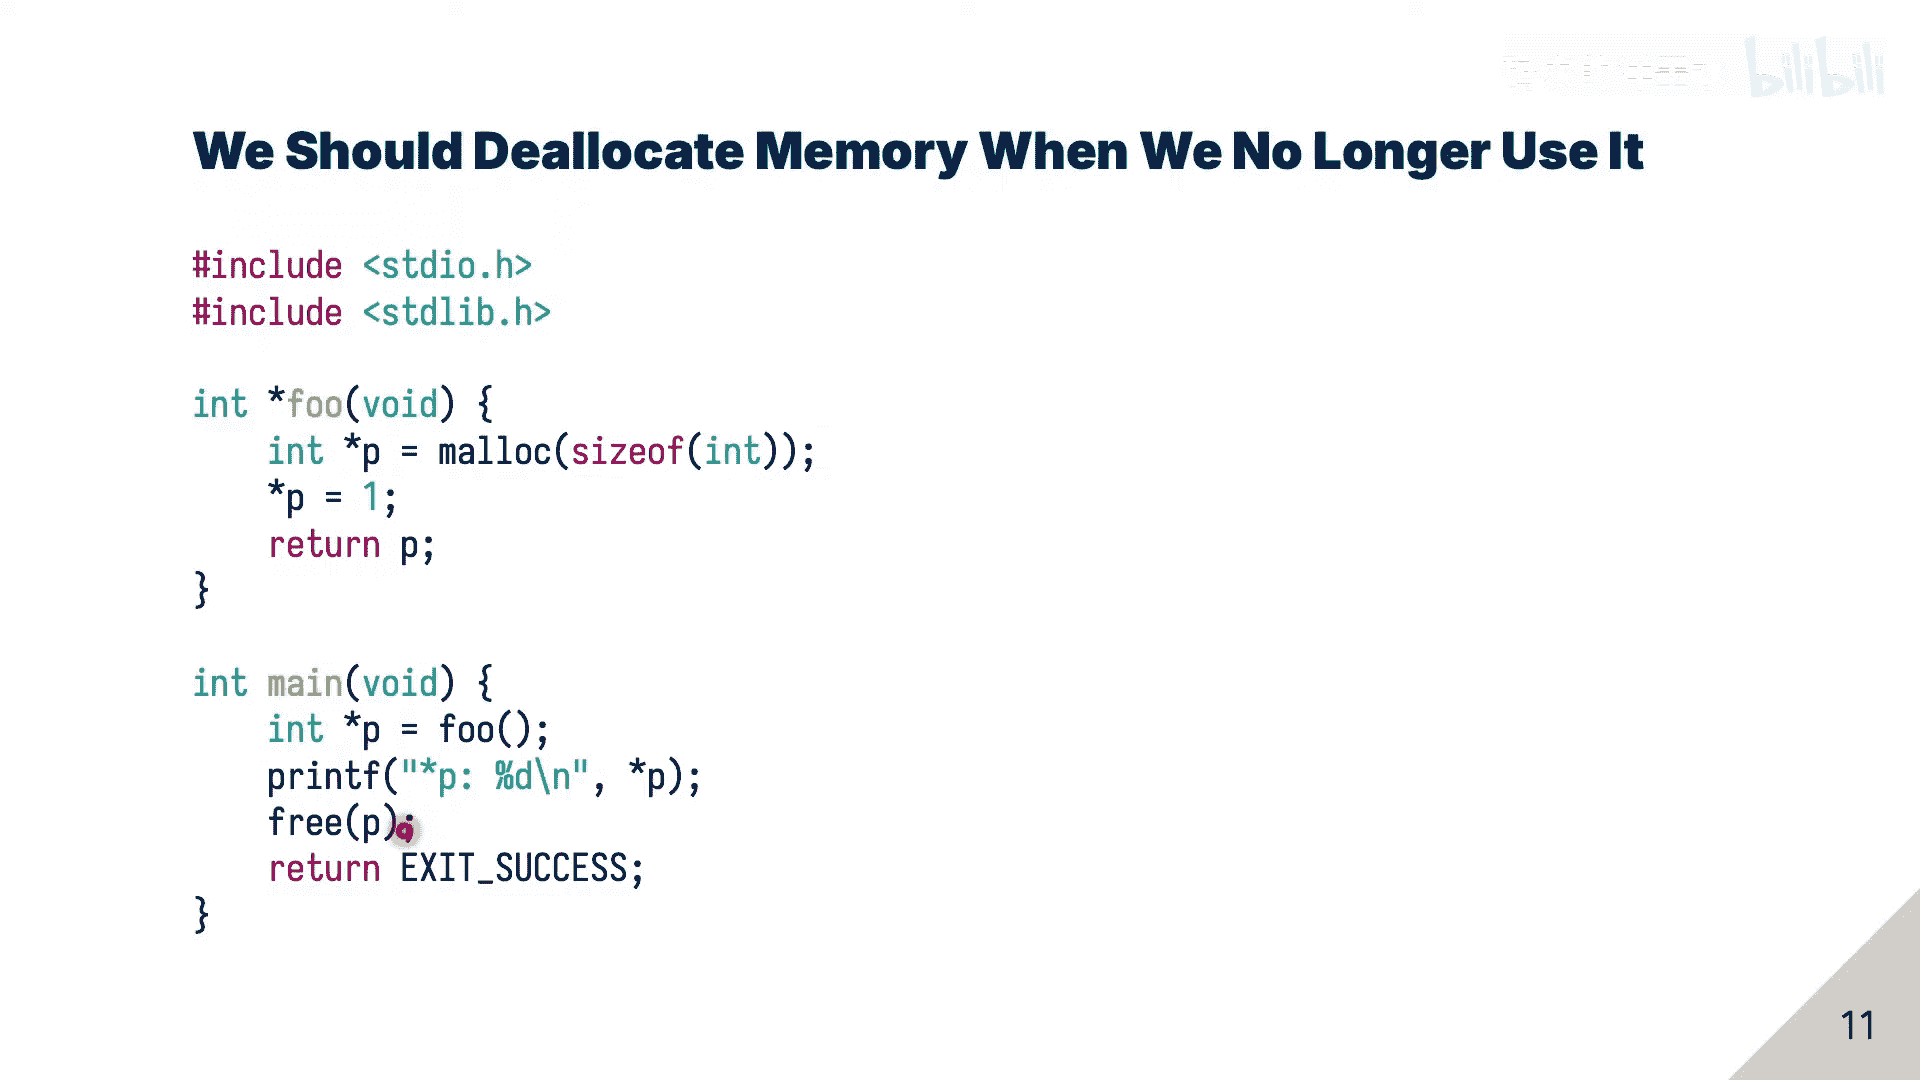 bilibili
We Should Deallocate Memory When We No Longer Use It
#include <stdio.h>
#include <stdlib.h>
int *foo(void) {
    int *p = malloc(sizeof(int));
    *p = 1;
    return p;
}
int main(void) {
    int *p = foo();
    printf("*p: %d\n", *p);
    free(p);
    return EXIT_SUCCESS;
}
11